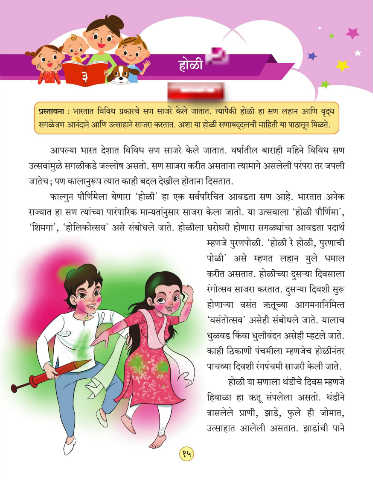 होळी
३
प्रस्तावना : भारतात विविध प्रकारचे सण साजरे केले जातात. त्यापैकी होळी हा सण लहान आणि वृद्ध
सगळेजण आनंदाने आणि उत्साहाने साजरा करतात. अशा या होळी सणाबद्दलची माहिती या पाठातून मिळते.
आपल्या भारत देशात विविध सण साजरे केले जातात. वर्षातील बाराही महिने विविध सण
उत्सवामुळे सगळीकडे जल्लोष असतो. सण साजरा करीत असताना त्यामागे असलेली परंपरा तर जपली
जातेच; पण कालानुरूप त्यात काही बदल देखील होताना दिसतात.
फाल्गुन पौर्णिमेला येणारा 'होळी' हा एक सर्वपरिचित आवडता सण आहे. भारतात अनेक
राज्यात हा सण त्यांच्या पारंपारिक मान्यतांनुसार साजरा केला जातो. या उत्सवाला 'होळी पौर्णिमा',
'शिमगा', 'होलिकोत्सव' असे संबोधले जाते. होळीला घरोघरी होणारा सगळ्यांचा आवडता पदार्थ
म्हणजे पुरणपोळी. 'होळी रे होळी, पुरणाची
पोळी' असे म्हणत लहान मुले धमाल
करीत असतात. होळीच्या दुसऱ्या दिवसाला
रंगोत्सव साजरा करतात. दुसऱ्या दिवशी सुरु
होणाऱ्या वसंत ऋतूच्या आगमनानिमित्त
'वसंतोत्सव' असेही संबोधले जाते. यालाच
धुळवड किंवा धुलीवंदन असेही म्हटले जाते.
काही ठिकाणी पंचमीला म्हणजेच होळीनंतर
पाचव्या दिवशी रंगपंचमी साजरी केली जाते.
होळी या सणाला थंडीचे दिवस म्हणजे
हिवाळा हा ऋतू संपलेला असतो. थंडीने
त्रासलेले प्राणी, झाडे, फुले ही जोमात,
उत्साहात आलेली असतात. झाडांची पाने
१५